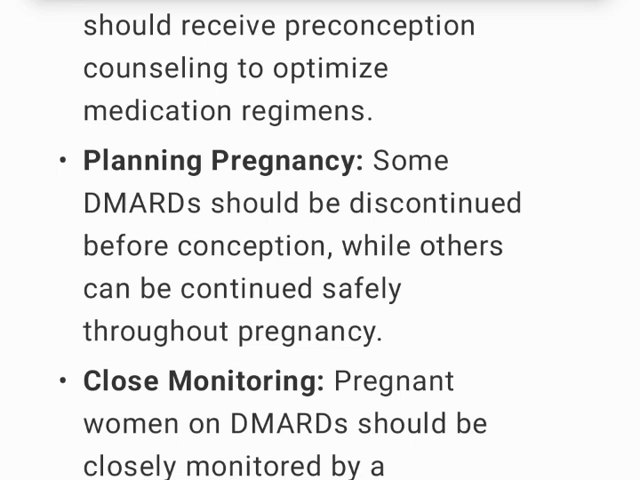 should receive preconception
counseling to optimize
medication regimens.
• Planning Pregnancy: Some
DMARDs should be discontinued
before conception, while others
can be continued safely
throughout pregnancy.
• Close Monitoring: Pregnant
women on DMARDs should be
closely monitored by a